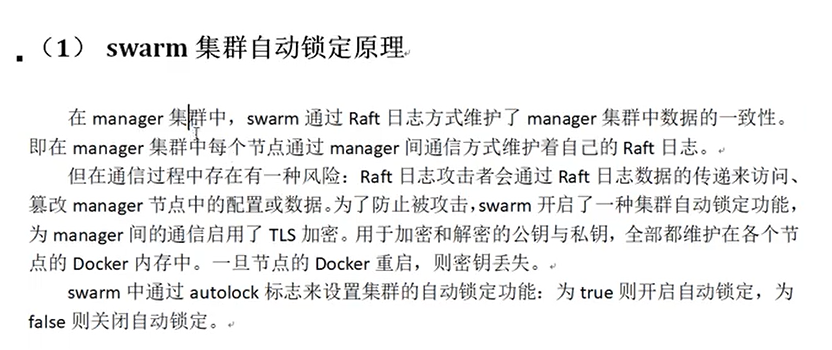 （1） swarm 集群自动锁定原理
在 manager 集群中，swarm 通过 Raft 日志方式维护了 manager 集群中数据的一致性。
即在 manager 集群中每个节点通过 manager 间通信方式维护着自己的 Raft 日志。
但在通信过程中存在有一种风险：Raft 日志攻击者会通过 Raft 日志数据的传递来访问、
篡改 manager 节点中的配置或数据。为了防止被攻击，swarm 开启了一种集群自动锁定功能，
为 manager 间的通信启用了 TLS 加密。用于加密和解密的公钥与私钥，全部都维护在各个节
点的 Docker 内存中。一旦节点的 Docker 重启，则密钥丢失。
swarm 中通过 autolock 标志来设置集群的自动锁定功能：为 true 则开启自动锁定，为
false 则关闭自动锁定。